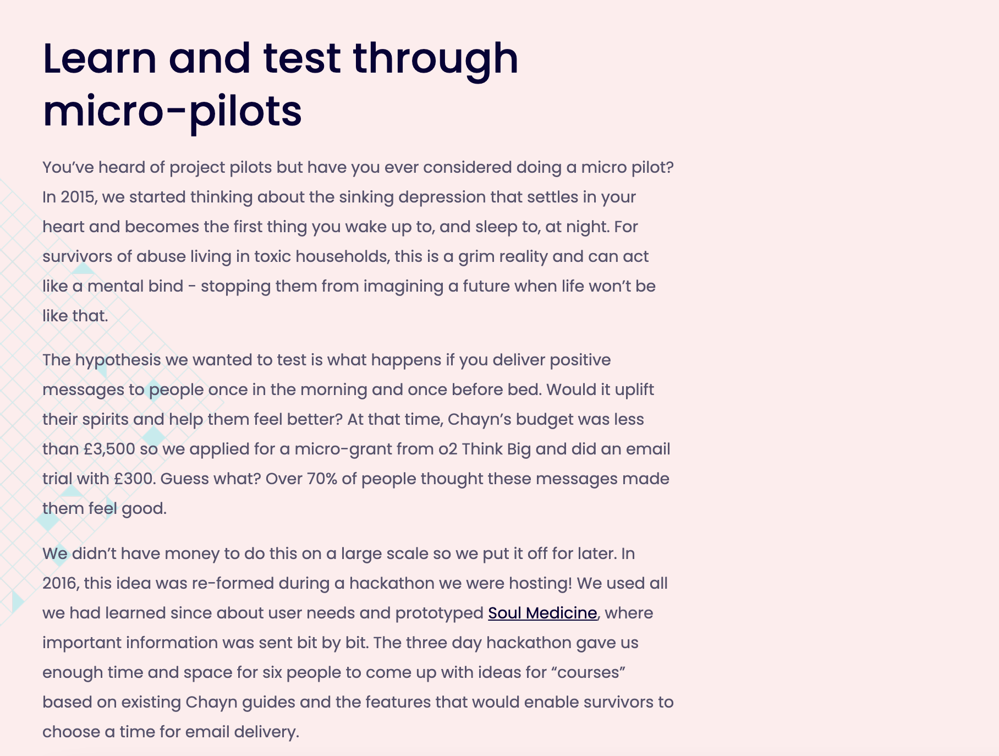 Learn and test through
micro-pilots
You’ve heard of project pilots but have you ever considered doing a micro pilot?
In 2015, we started thinking about the sinking depression that settles in your
heart and becomes the first thing you wake up to, and sleep to, at night. For
survivors of abuse living in toxic households, this is a grim reality and can act
like a mental bind - stopping them from imagining a future when life won’t be
like that.
The hypothesis we wanted to test is what happens if you deliver positive
messages to people once in the morning and once before bed. Would it uplift
their spirits and help them feel better? At that time, Chayn’s budget was less
than £3,500 so we applied for a micro-grant from o2 Think Big and did an email
trial with £300. Guess what? Over 70% of people thought these messages made
them feel good.
We didn’t have money to do this on a large scale so we put it off for later. In
2016, this idea was re-formed during a hackathon we were hosting! We used all
we had learned since about user needs and prototyped Soul Medicine, where
important information was sent bit by bit. The three day hackathon gave us
enough time and space for six people to come up with ideas for “courses”
based on existing Chayn guides and the features that would enable survivors to
choose a time for email delivery.